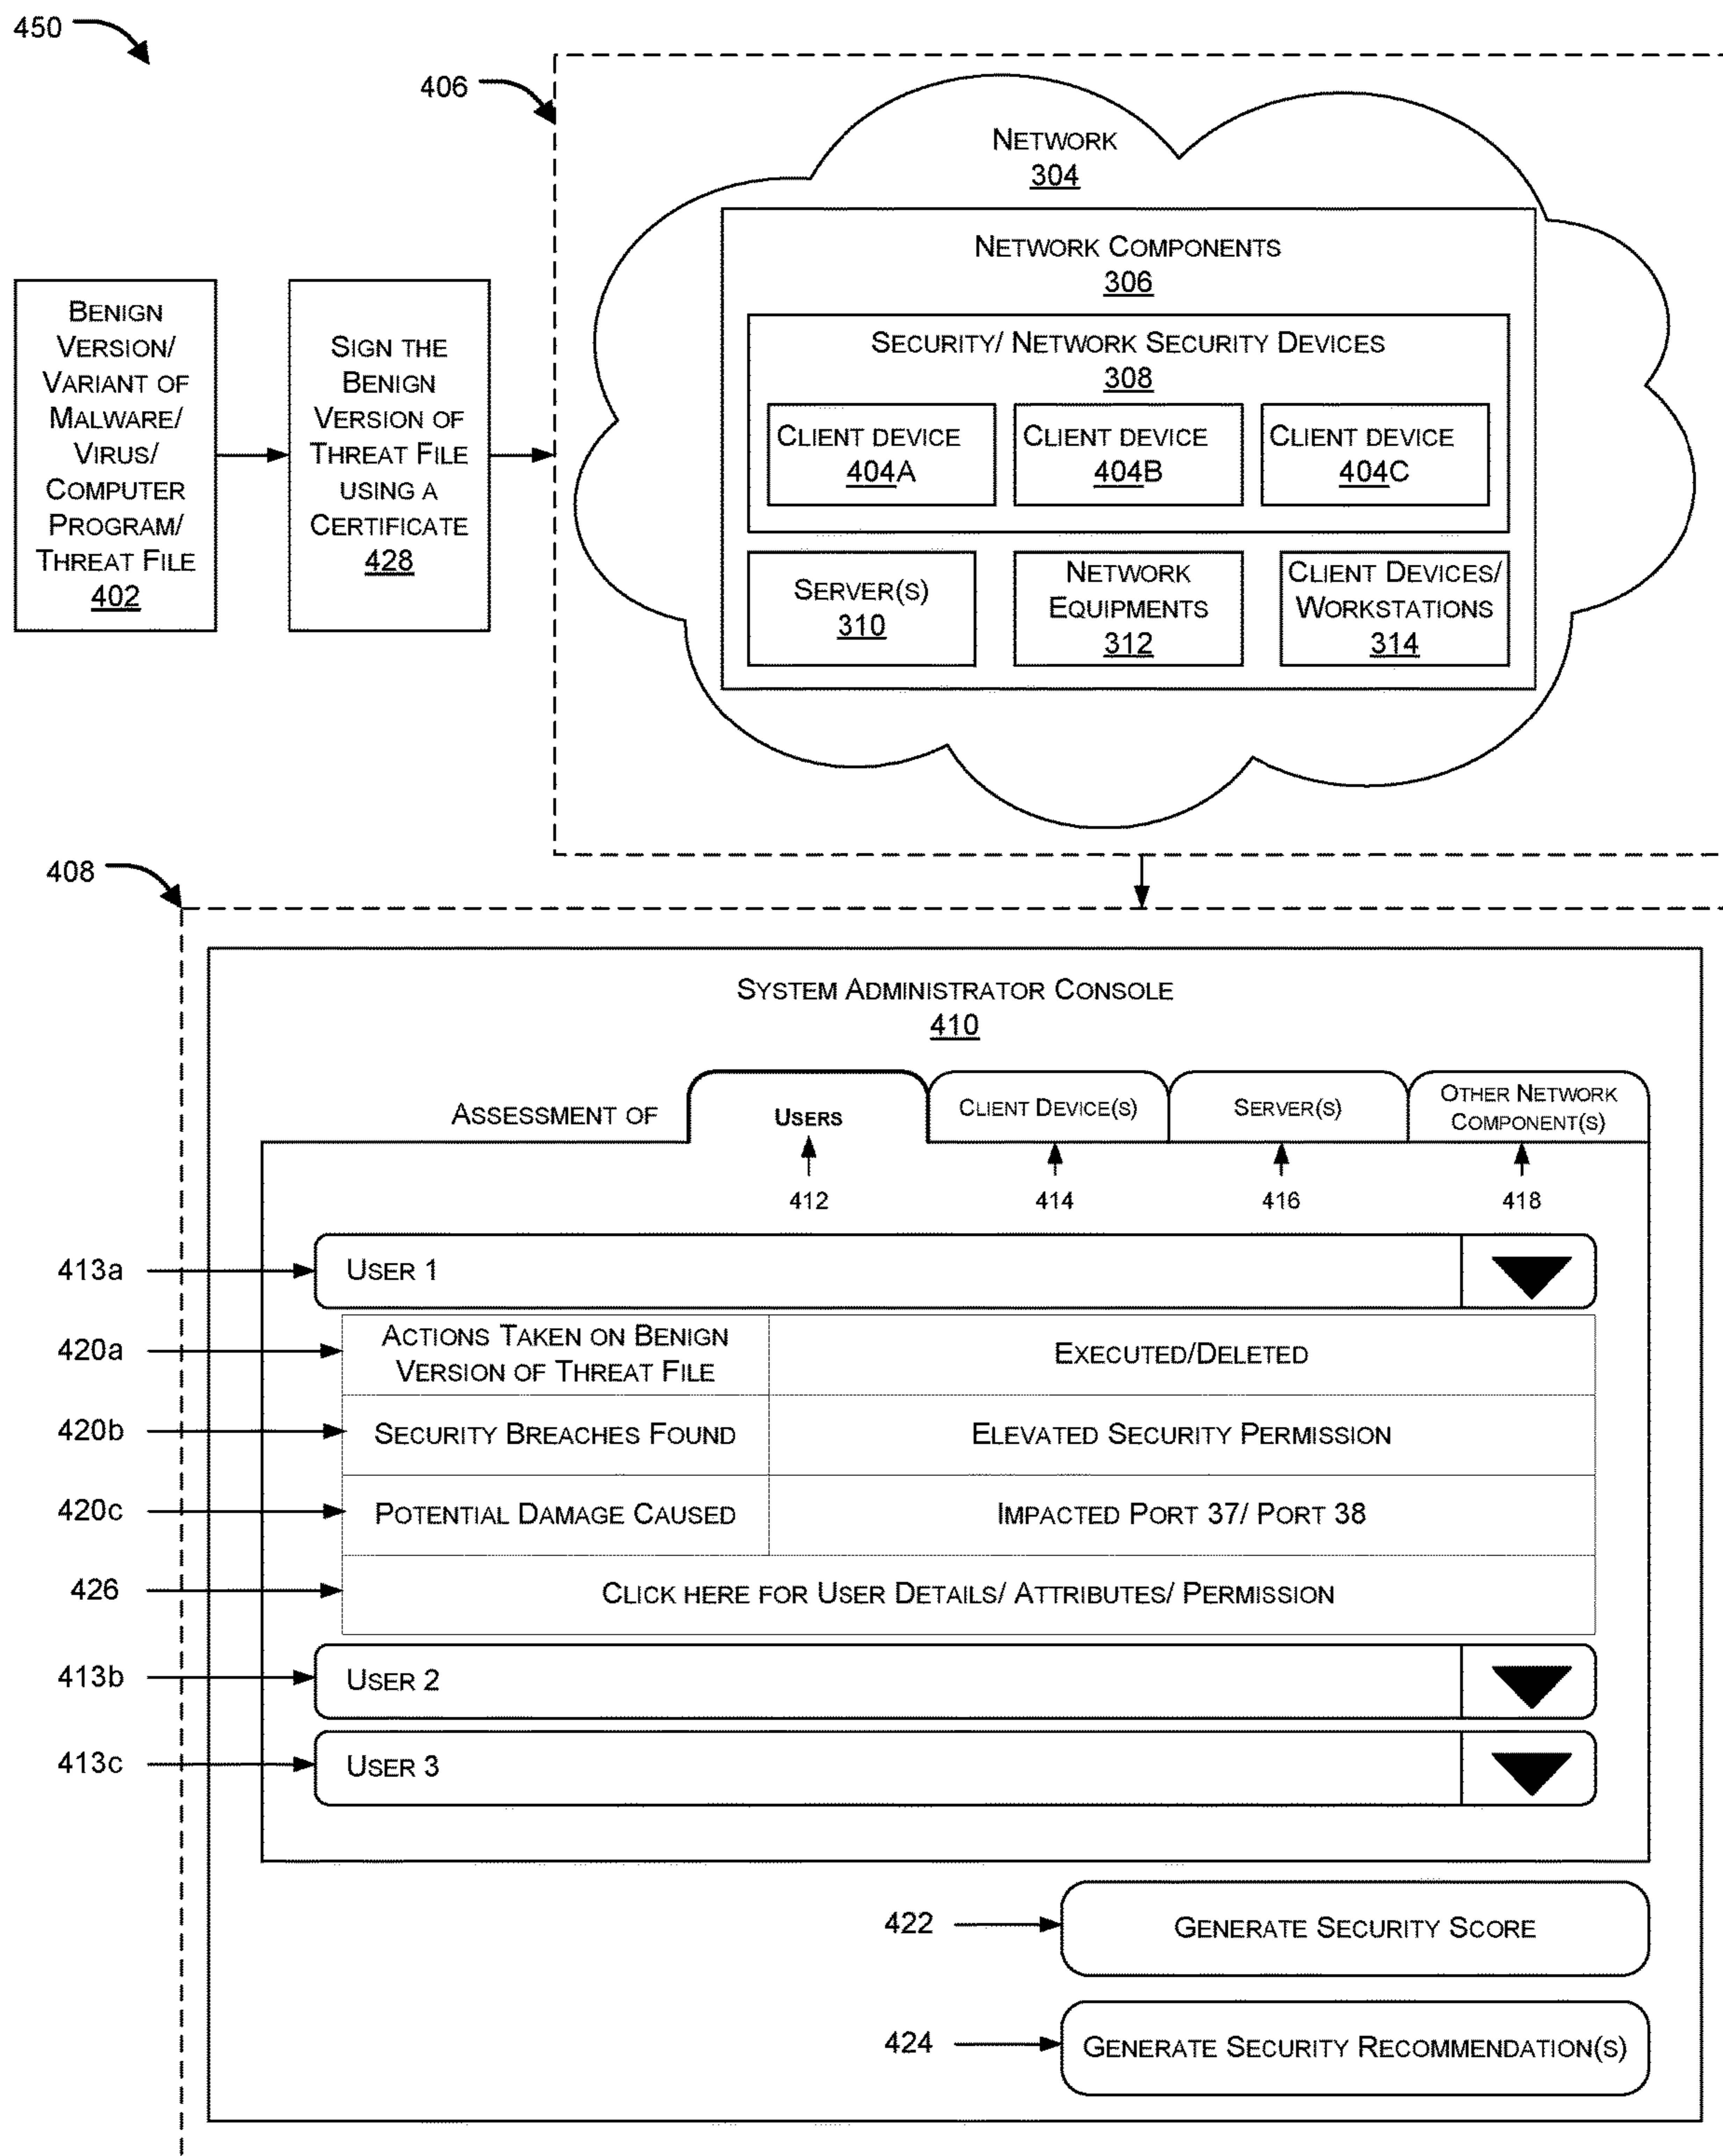 450
406
NETWORK
304
NETWORK COMPONENTS
306
SECURITY/ NETWORK SECURITY DEVICES
308
CLIENT DEVICE
404A
CLIENT DEVICE
404B
CLIENT DEVICE
404C
SERVER(S)
310
NETWORK
EQUIPMENTS
312
CLIENT DEVICES/
WORKSTATIONS
314
BENIGN
VERSION/
VARIANT OF
MALWARE/
VIRUS/
COMPUTER
PROGRAM/
THREAT FILE
402
SIGN THE
BENIGN
VERSION OF
THREAT FILE
USING A
CERTIFICATE
428
408
SYSTEM ADMINISTRATOR CONSOLE
410
ASSESSMENT OF
USERS
CLIENT DEVICE(S)
SERVER(S)
OTHER NETWORK
COMPONENT(S)
412
414
416
418
413a
USER 1
420a
ACTIONS TAKEN ON BENIGN
VERSION OF THREAT FILE
EXECUTED/DELETED
420b
SECURITY BREACHES FOUND
ELEVATED SECURITY PERMISSION
420c
POTENTIAL DAMAGE CAUSED
IMPACTED PORT 37/ PORT 38
426
CLICK HERE FOR USER DETAILS/ ATTRIBUTES/ PERMISSION
413b
USER 2
413c
USER 3
422
GENERATE SECURITY SCORE
424
GENERATE SECURITY RECOMMENDATION(S)